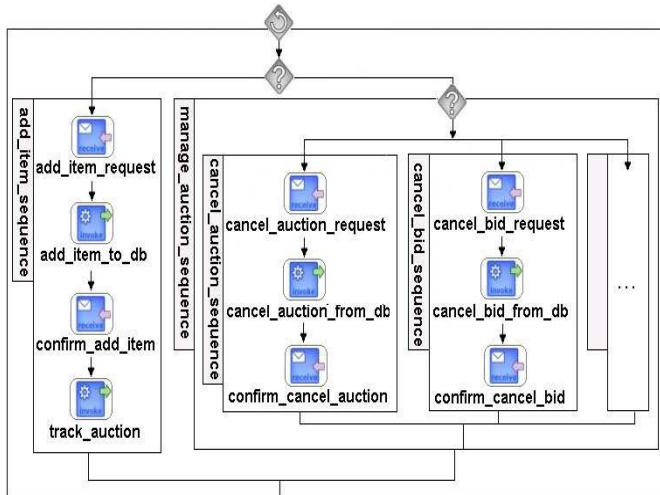 ?
?
add_item_sequence
receive
add_item_request
invoke
add_item_to_db
receive
confirm_add_item
invoke
track_auction
manage_auction_sequence
cancel_auction_sequence
receive
cancel_auction_request
invoke
cancel_auction_from_db
receive
confirm_cancel_auction
cancel_bid_sequence
receive
cancel_bid_request
invoke
cancel_bid_from_db
receive
confirm_cancel_bid
...